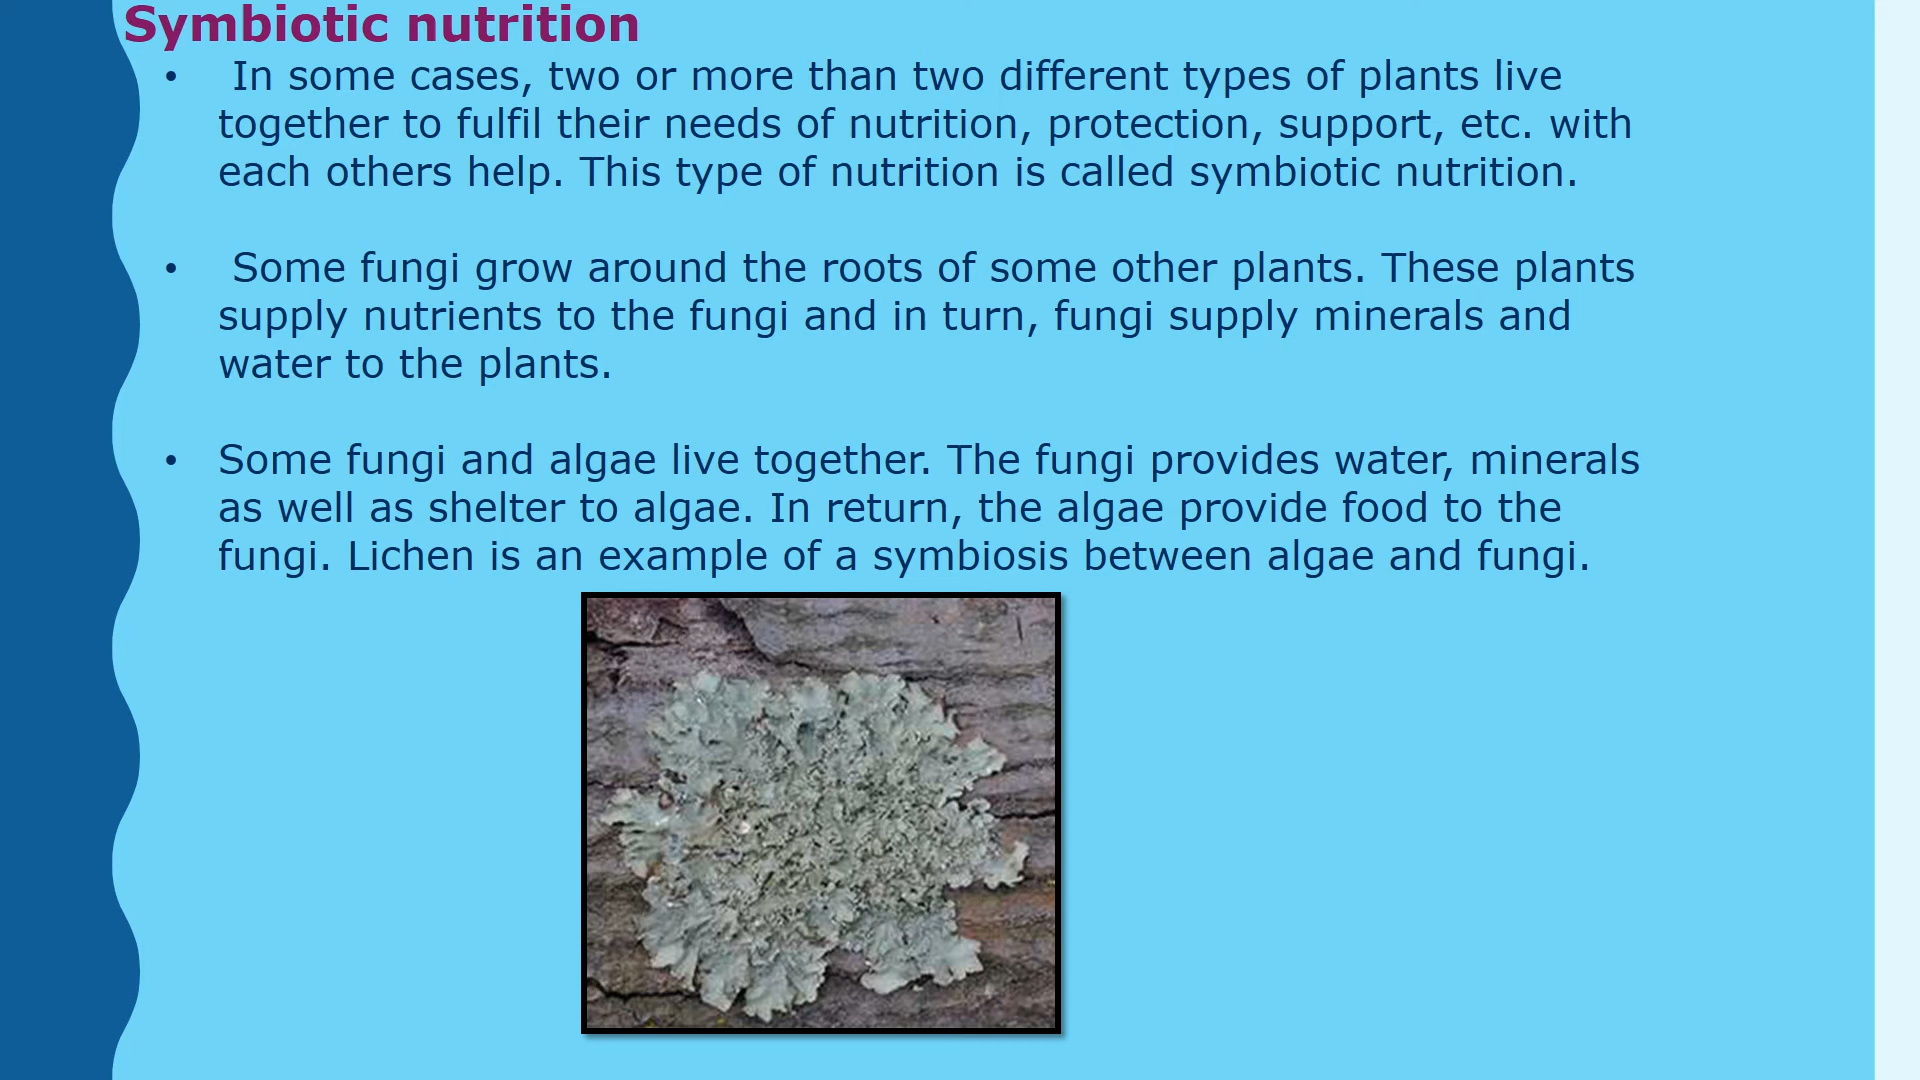 Symbiotic nutrition
• In some cases, two or more than two different types of plants live
together to fulfil their needs of nutrition, protection, support, etc. with
each others help. This type of nutrition is called symbiotic nutrition.
• Some fungi grow around the roots of some other plants. These plants
supply nutrients to the fungi and in turn, fungi supply minerals and
water to the plants.
• Some fungi and algae live together. The fungi provides water, minerals
as well as shelter to algae. In return, the algae provide food to the
fungi. Lichen is an example of a symbiosis between algae and fungi.